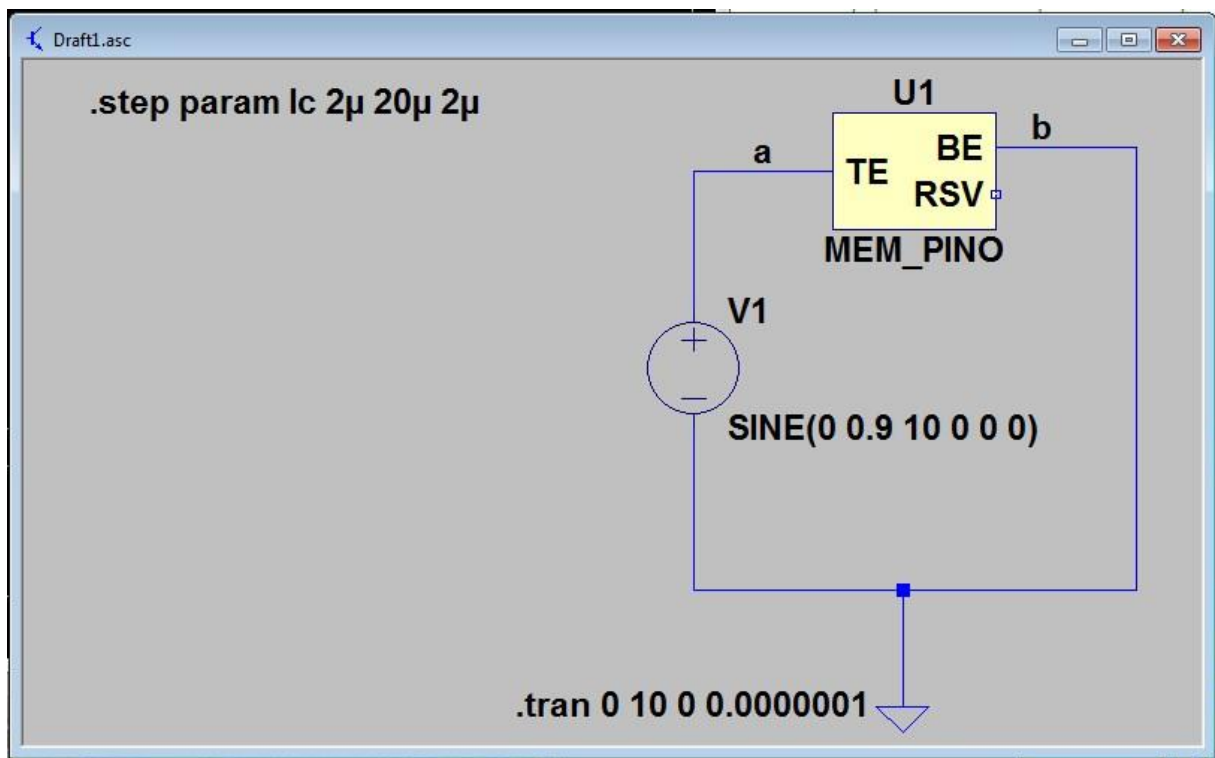 Draft1.asc
.step param Ic 2µ 20µ 2µ
U1
a
TE
BE
b
RSV
MEM_PINO
V1
SINE(0 0.9 10 0 0 0)
.tran 0 10 0 0.0000001